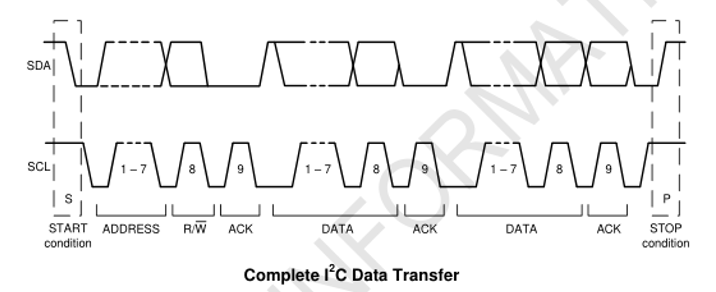 SDA
SCL
1 – 7 8 9 1 – 7 8 9 1 – 7 8 9
S P
START condition ADDRESS R/W̅ ACK DATA ACK DATA ACK STOP condition
Complete I²C Data Transfer